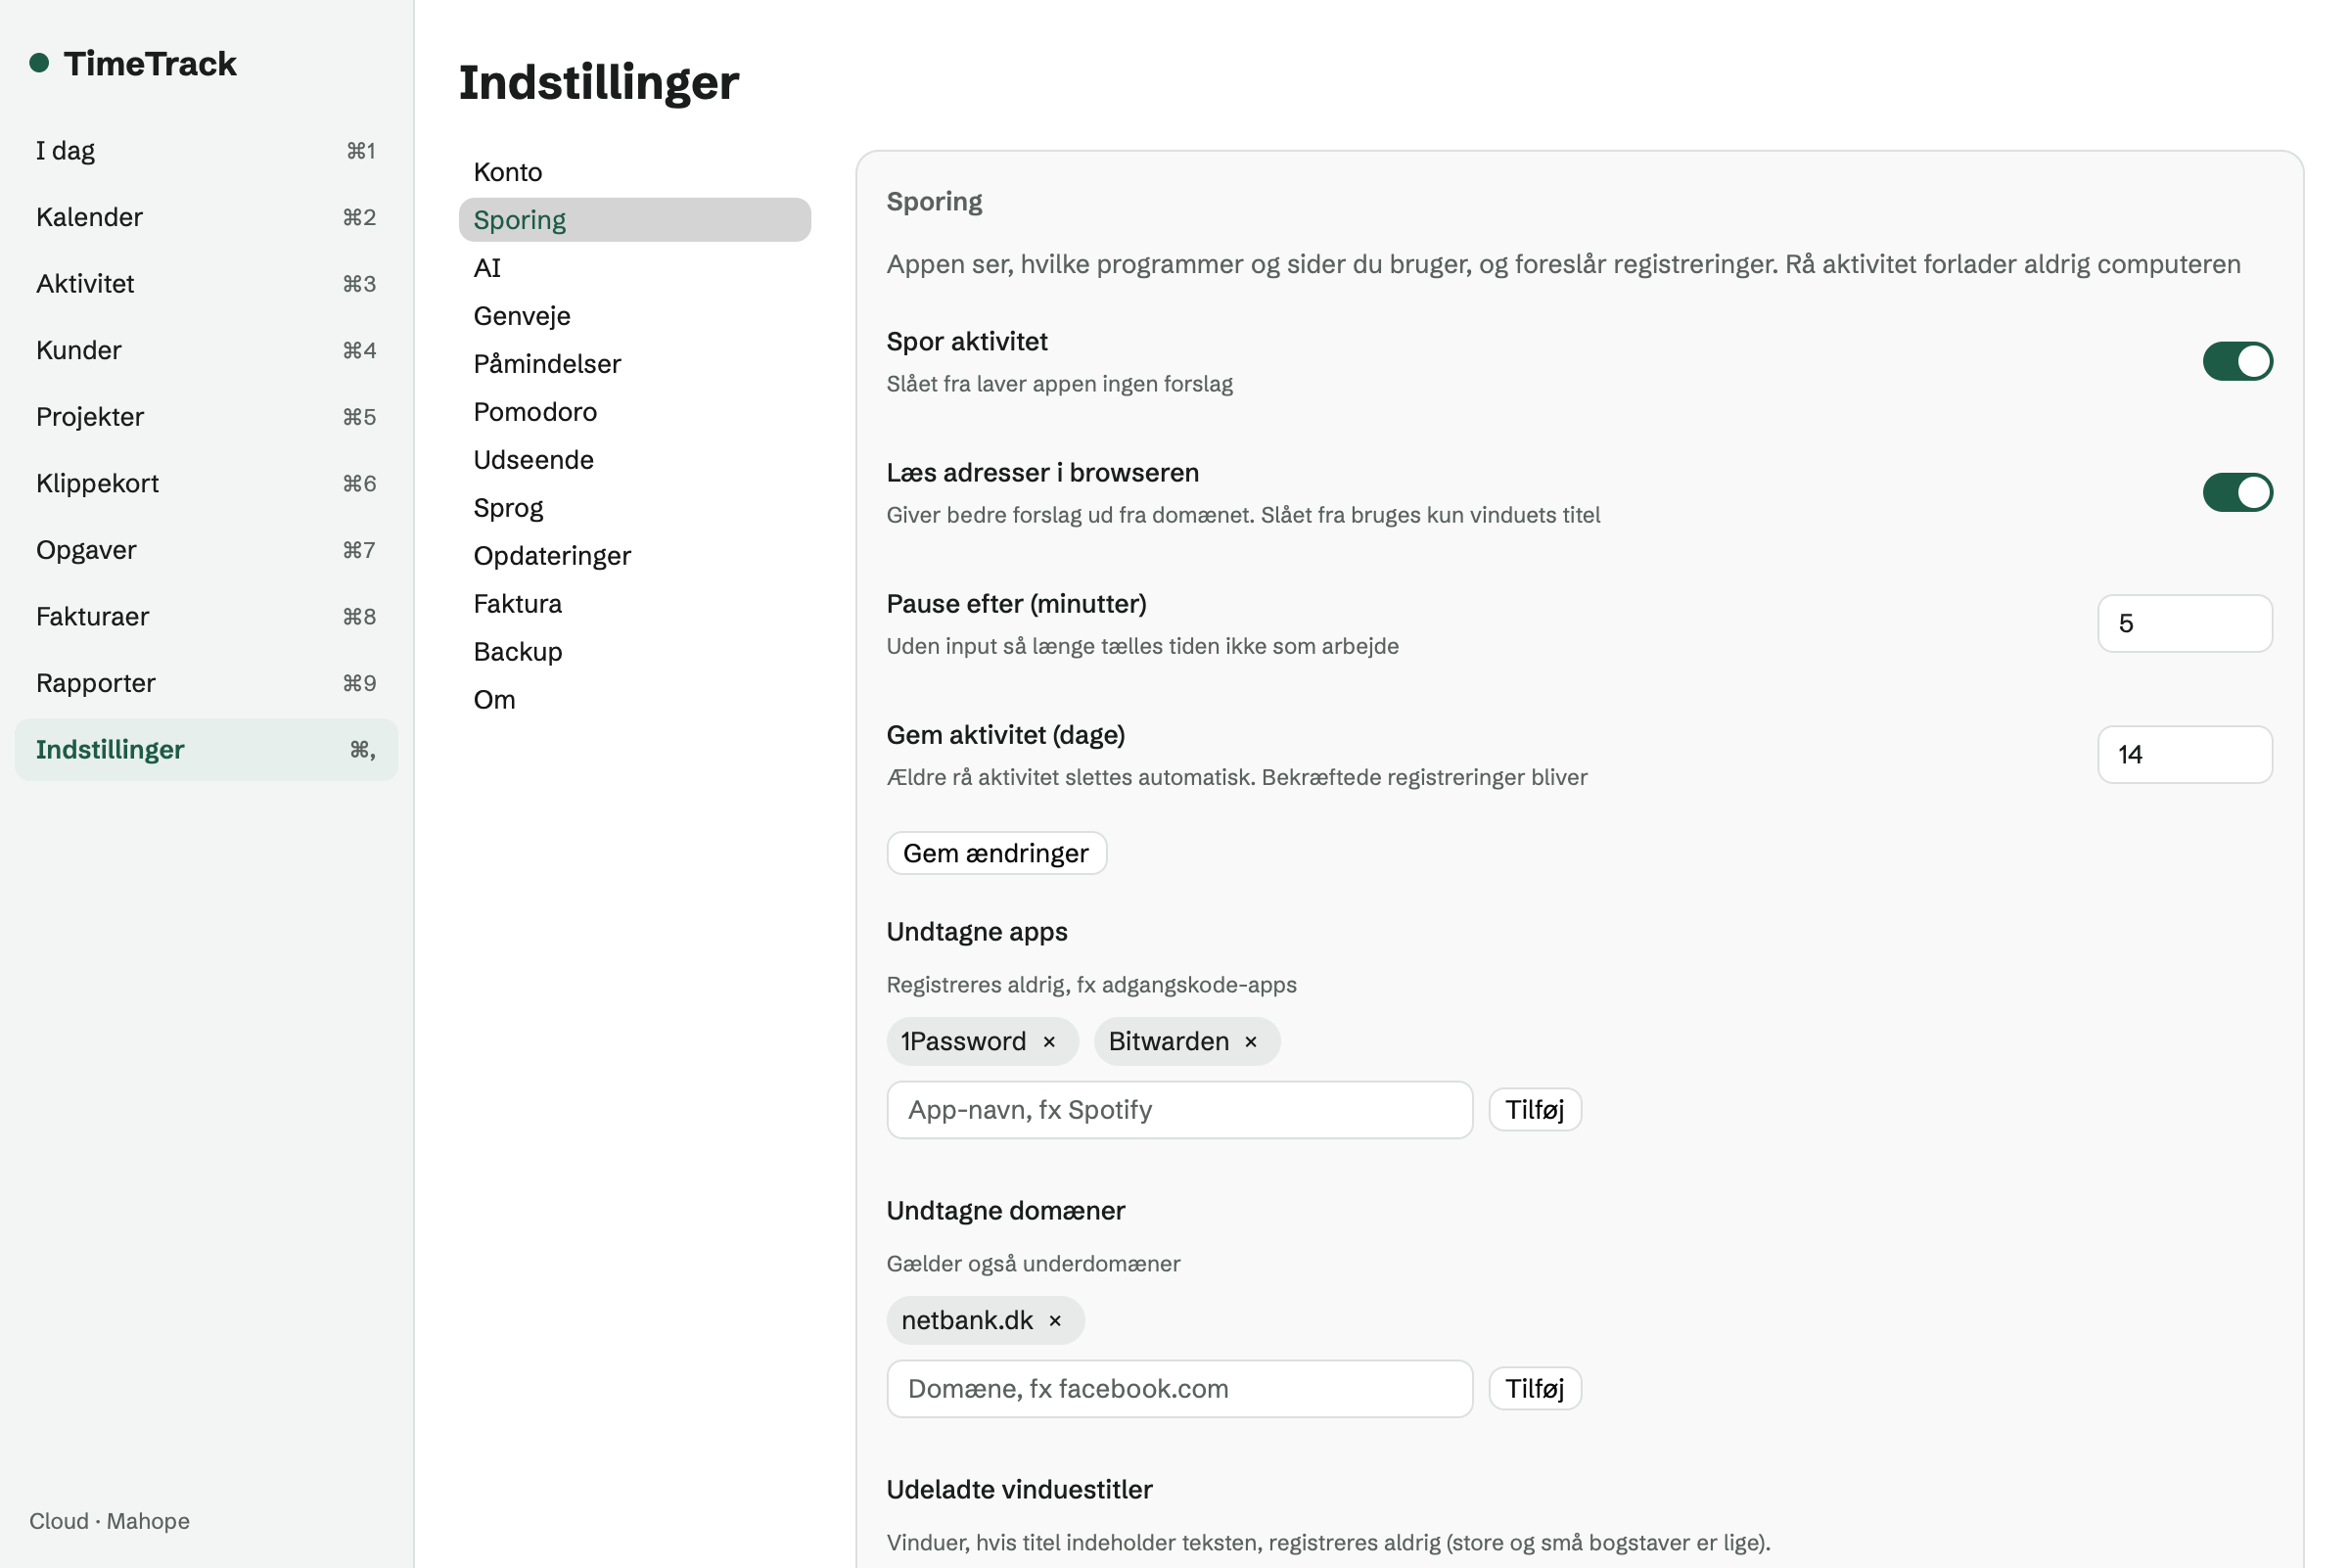 TimeTrack
I dag ⌘1
Kalender ⌘2
Aktivitet ⌘3
Kunder ⌘4
Projekter ⌘5
Klippekort ⌘6
Opgaver ⌘7
Fakturaer ⌘8
Rapporter ⌘9
Indstillinger ⌘,
Cloud · Mahope
Indstillinger
Konto
Sporing
AI
Genveje
Påmindelser
Pomodoro
Udseende
Sprog
Opdateringer
Faktura
Backup
Om
Sporing
Appen ser, hvilke programmer og sider du bruger, og foreslår registreringer. Rå aktivitet forlader aldrig computeren
Spor aktivitet
Slået fra laver appen ingen forslag
Læs adresser i browseren
Giver bedre forslag ud fra domænet. Slået fra bruges kun vinduets titel
Pause efter (minutter)
5
Uden input så længe tælles tiden ikke som arbejde
Gem aktivitet (dage)
14
Ældre rå aktivitet slettes automatisk. Bekræftede registreringer bliver
Gem ændringer
Undtagne apps
Registreres aldrig, fx adgangskode-apps
1Password × Bitwarden ×
App-navn, fx Spotify Tilføj
Undtagne domæner
Gælder også underdomæner
netbank.dk ×
Domæne, fx facebook.com Tilføj
Udeladte vinduestitler
Vinduer, hvis titel indeholder teksten, registreres aldrig (store og små bogstaver er lige).